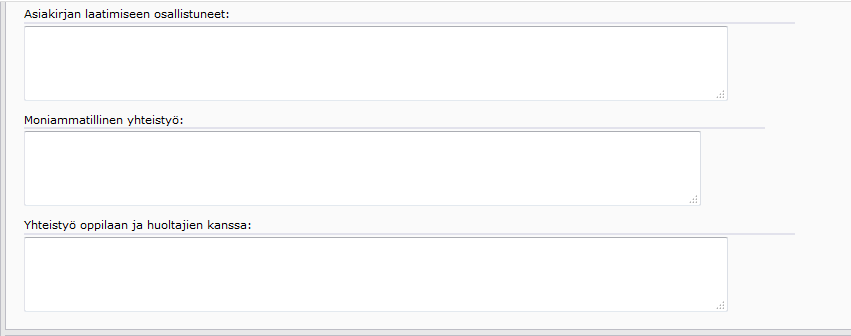 Asiakirjan laatimiseen osallistuneet:
Moniammatillinen yhteistyö:
Yhteistyö oppilaan ja huoltajien kanssa: